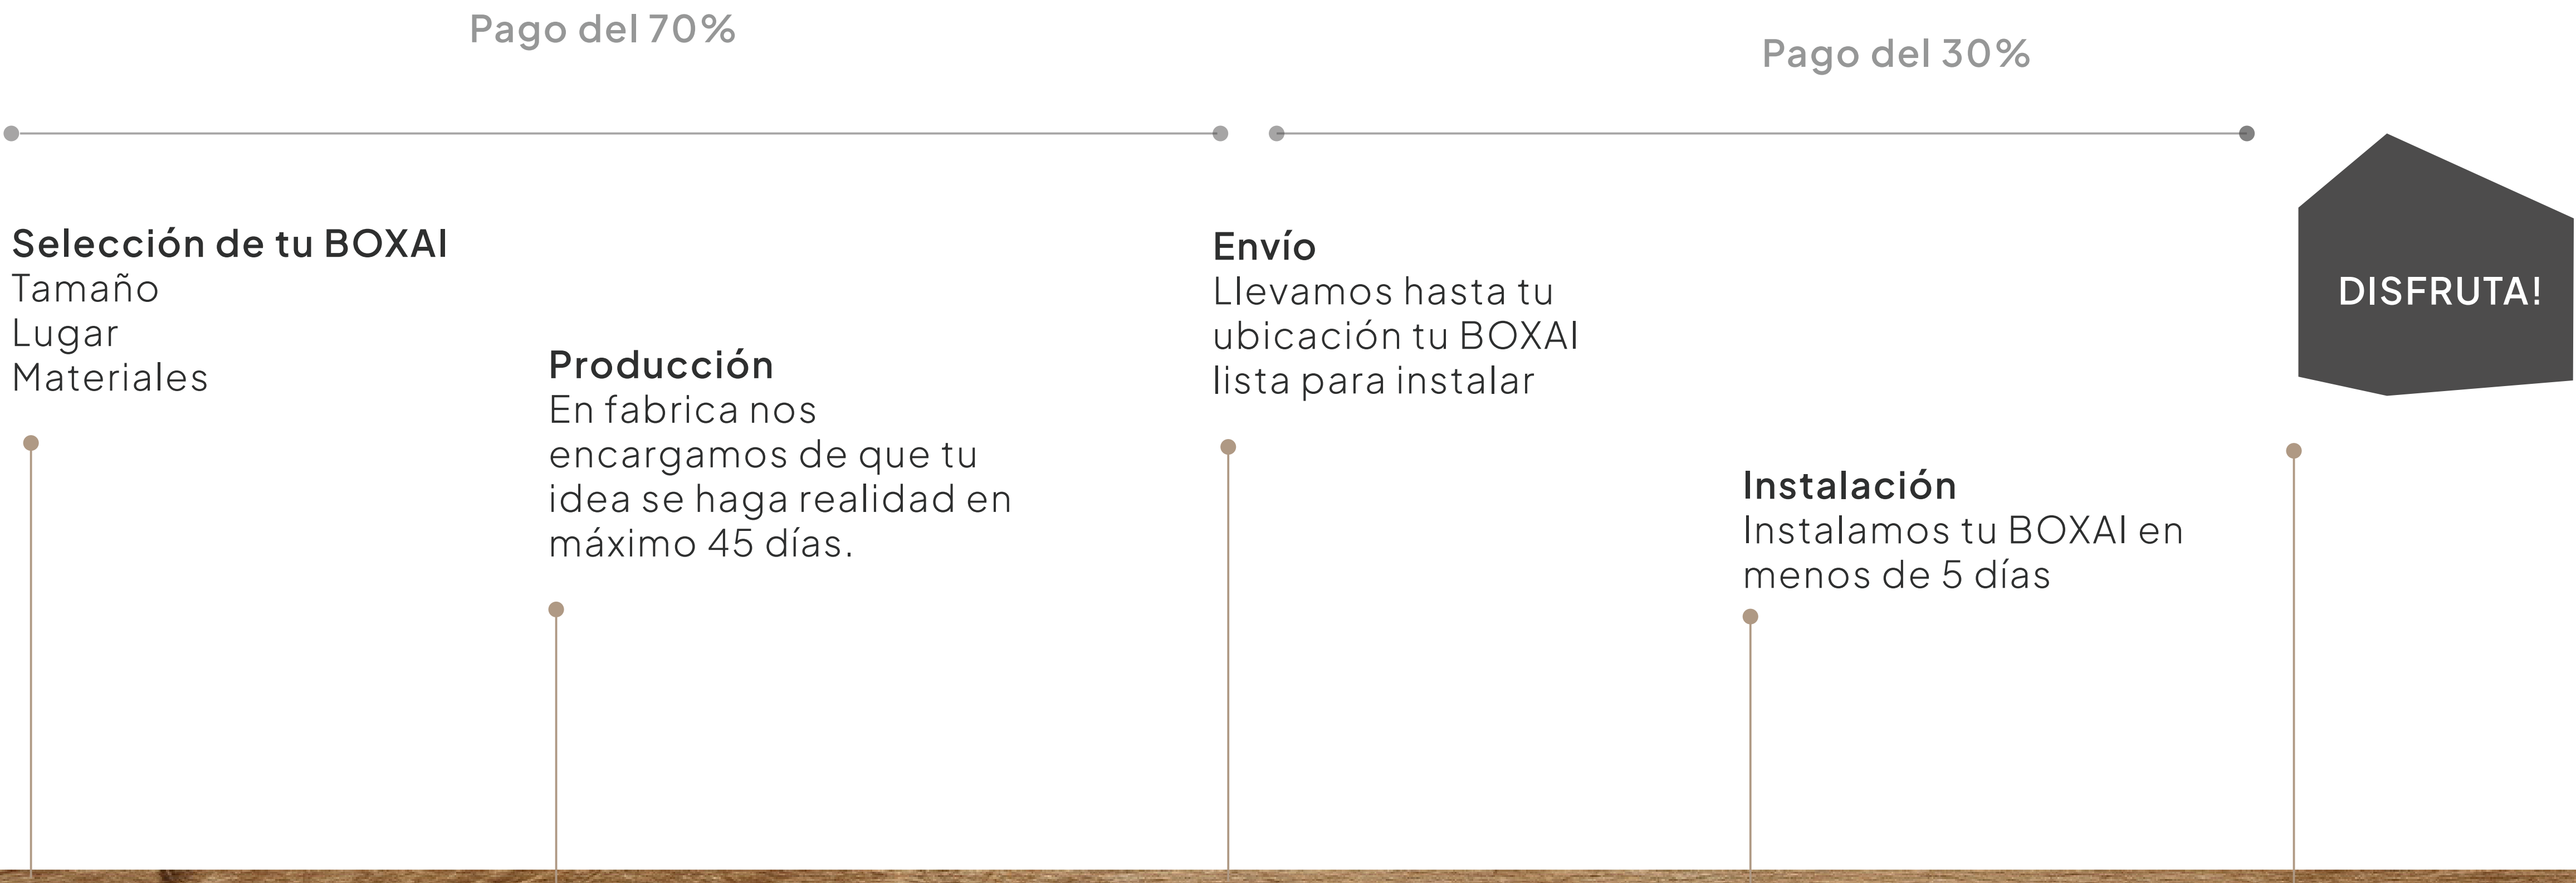 Pago del 70%
Pago del 30%
Selección de tu BOXAI
Tamaño
Lugar
Materiales
Producción
En fabrica nos
encargamos de que tu
idea se haga realidad en
máximo 45 días.
Envío
Llevamos hasta tu
ubicación tu BOXAI
lista para instalar
Instalación
Instalamos tu BOXAI en
menos de 5 días
DISFRUTA!